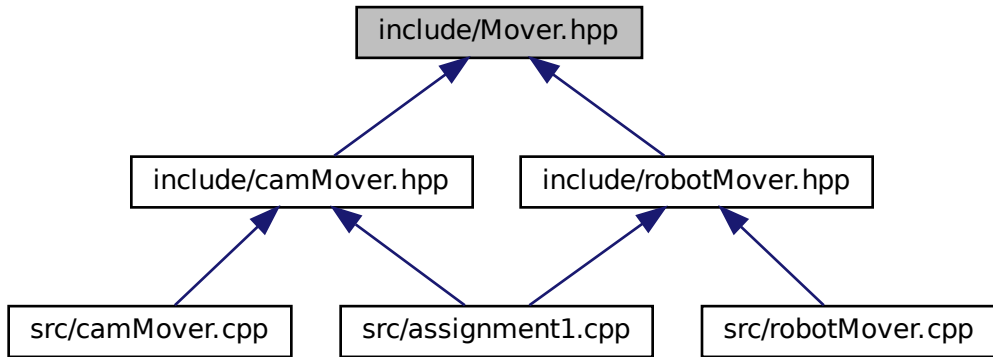 include/Mover.hpp
include/camMover.hpp
include/robotMover.hpp
src/camMover.cpp
src/assignment1.cpp
src/robotMover.cpp